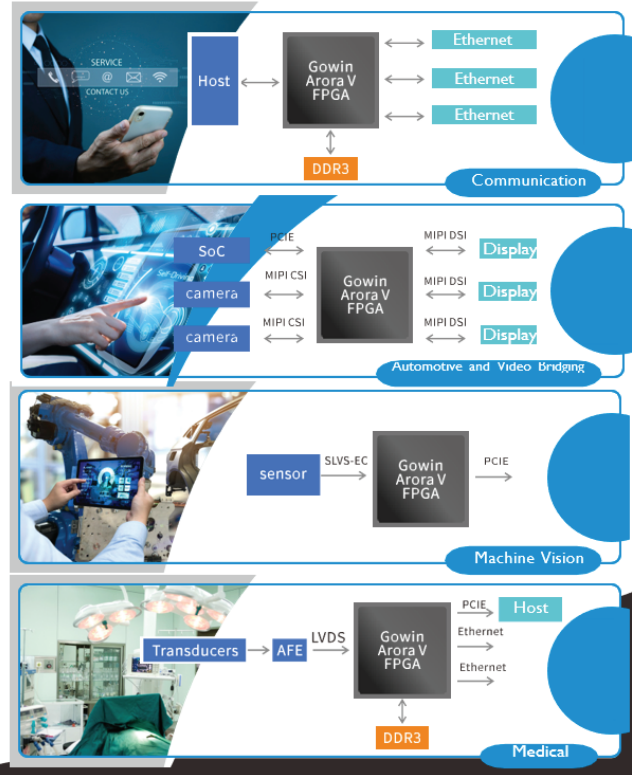 SERVICE
@
CONTACT US
Host
Gowin
Arora V
FPGA
Ethernet
Ethernet
Ethernet
DDR3
Communication
Self-Driving
SoC
camera
camera
PCIE
MIPI CSI
MIPI CSI
Gowin
Arora V
FPGA
MIPI DSI
MIPI DSI
MIPI DSI
Display
Display
Display
Automotive and Video Bridging
sensor
SLVS-EC
Gowin
Arora V
FPGA
PCIE
Machine Vision
Transducers
AFE
LVDS
Gowin
Arora V
FPGA
PCIE
Host
Ethernet
Ethernet
DDR3
Medical